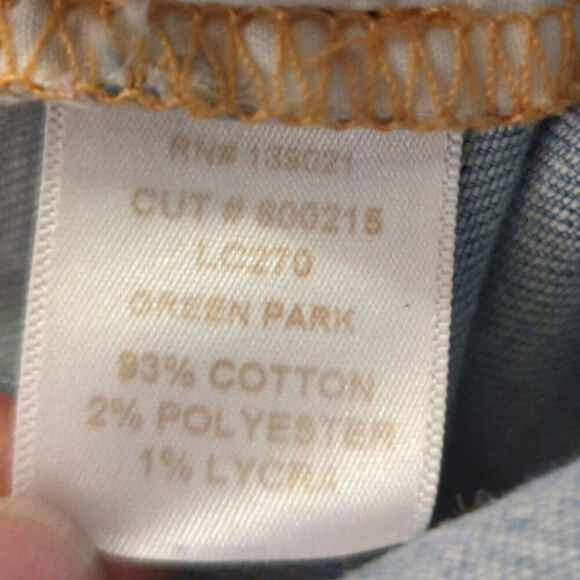 RN# 139021
CUT # 600215
LC270
GREEN PARK
93% COTTON
2% POLYESTER
1% LYCRA